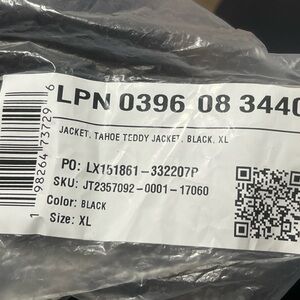 LPN 0396 08 3440
JACKET, TAHOE TEDDY JACKET, BLACK, XL
PO: LX151861-332207P
SKU: JT2357092-0001-17060
Color: BLACK
Size: XL
1 98264 73729 6